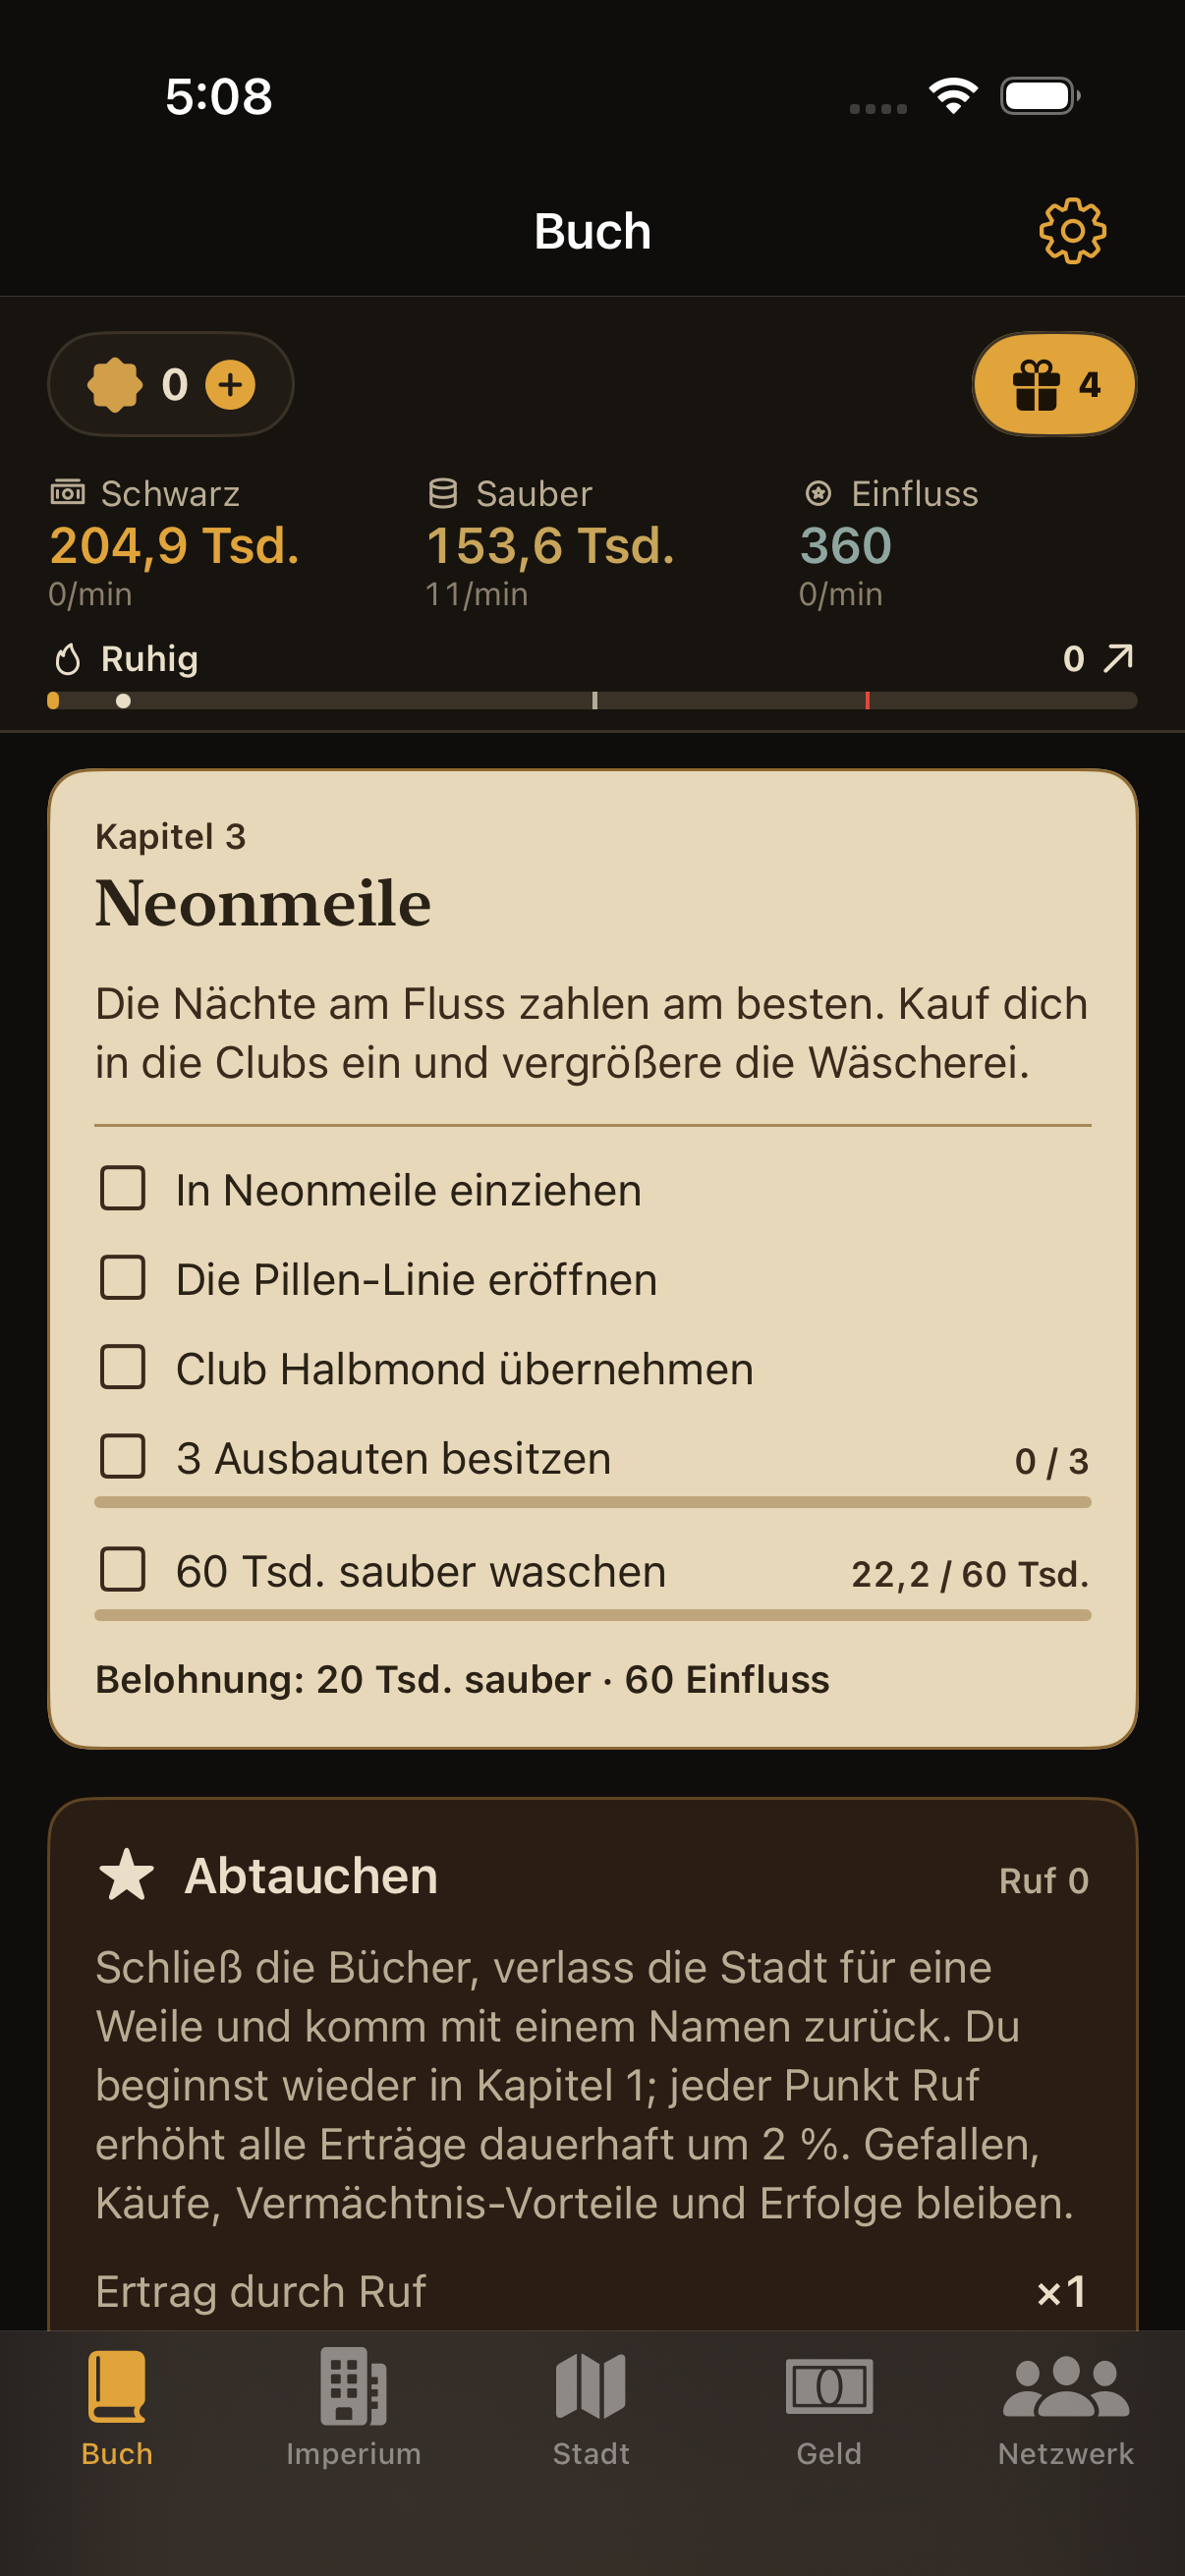 5:08
Buch
0
4
Schwarz
204,9 Tsd.
0/min
Sauber
153,6 Tsd.
11/min
Einfluss
360
0/min
Ruhig
0
Kapitel 3
Neonmeile
Die Nächte am Fluss zahlen am besten. Kauf dich
in die Clubs ein und vergrößere die Wäscherei.
In Neonmeile einziehen
Die Pillen-Linie eröffnen
Club Halbmond übernehmen
3 Ausbauten besitzen 0 / 3
60 Tsd. sauber waschen 22,2 / 60 Tsd.
Belohnung: 20 Tsd. sauber · 60 Einfluss
Abtauchen Ruf 0
Schließ die Bücher, verlass die Stadt für eine
Weile und komm mit einem Namen zurück. Du
beginnst wieder in Kapitel 1; jeder Punkt Ruf
erhöht alle Erträge dauerhaft um 2 %. Gefallen,
Käufe, Vermächtnis-Vorteile und Erfolge bleiben.
Ertrag durch Ruf ×1
Buch
Imperium
Stadt
Geld
Netzwerk